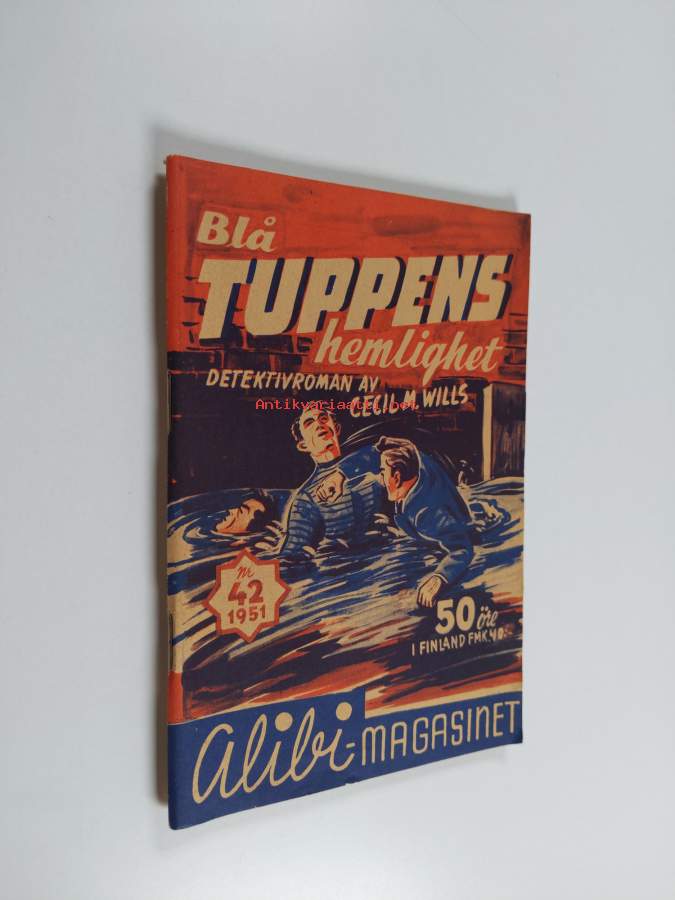 Blå
TUPPENS
hemlighet
DETEKTIVROMAN AV
CECIL M. WILLS
Antikvariaatti.net
Nr
42
1951
50 öre
I FINLAND FMK. 40:-
alibi-MAGASINET